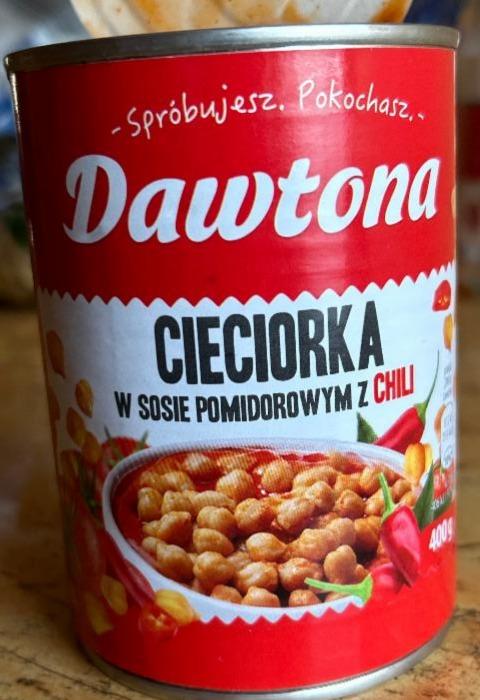 -Spróbujesz. Pokochasz.-
Dawtona
CIECIORKA
W SOSIE POMIDOROWYM Z CHILI
400g